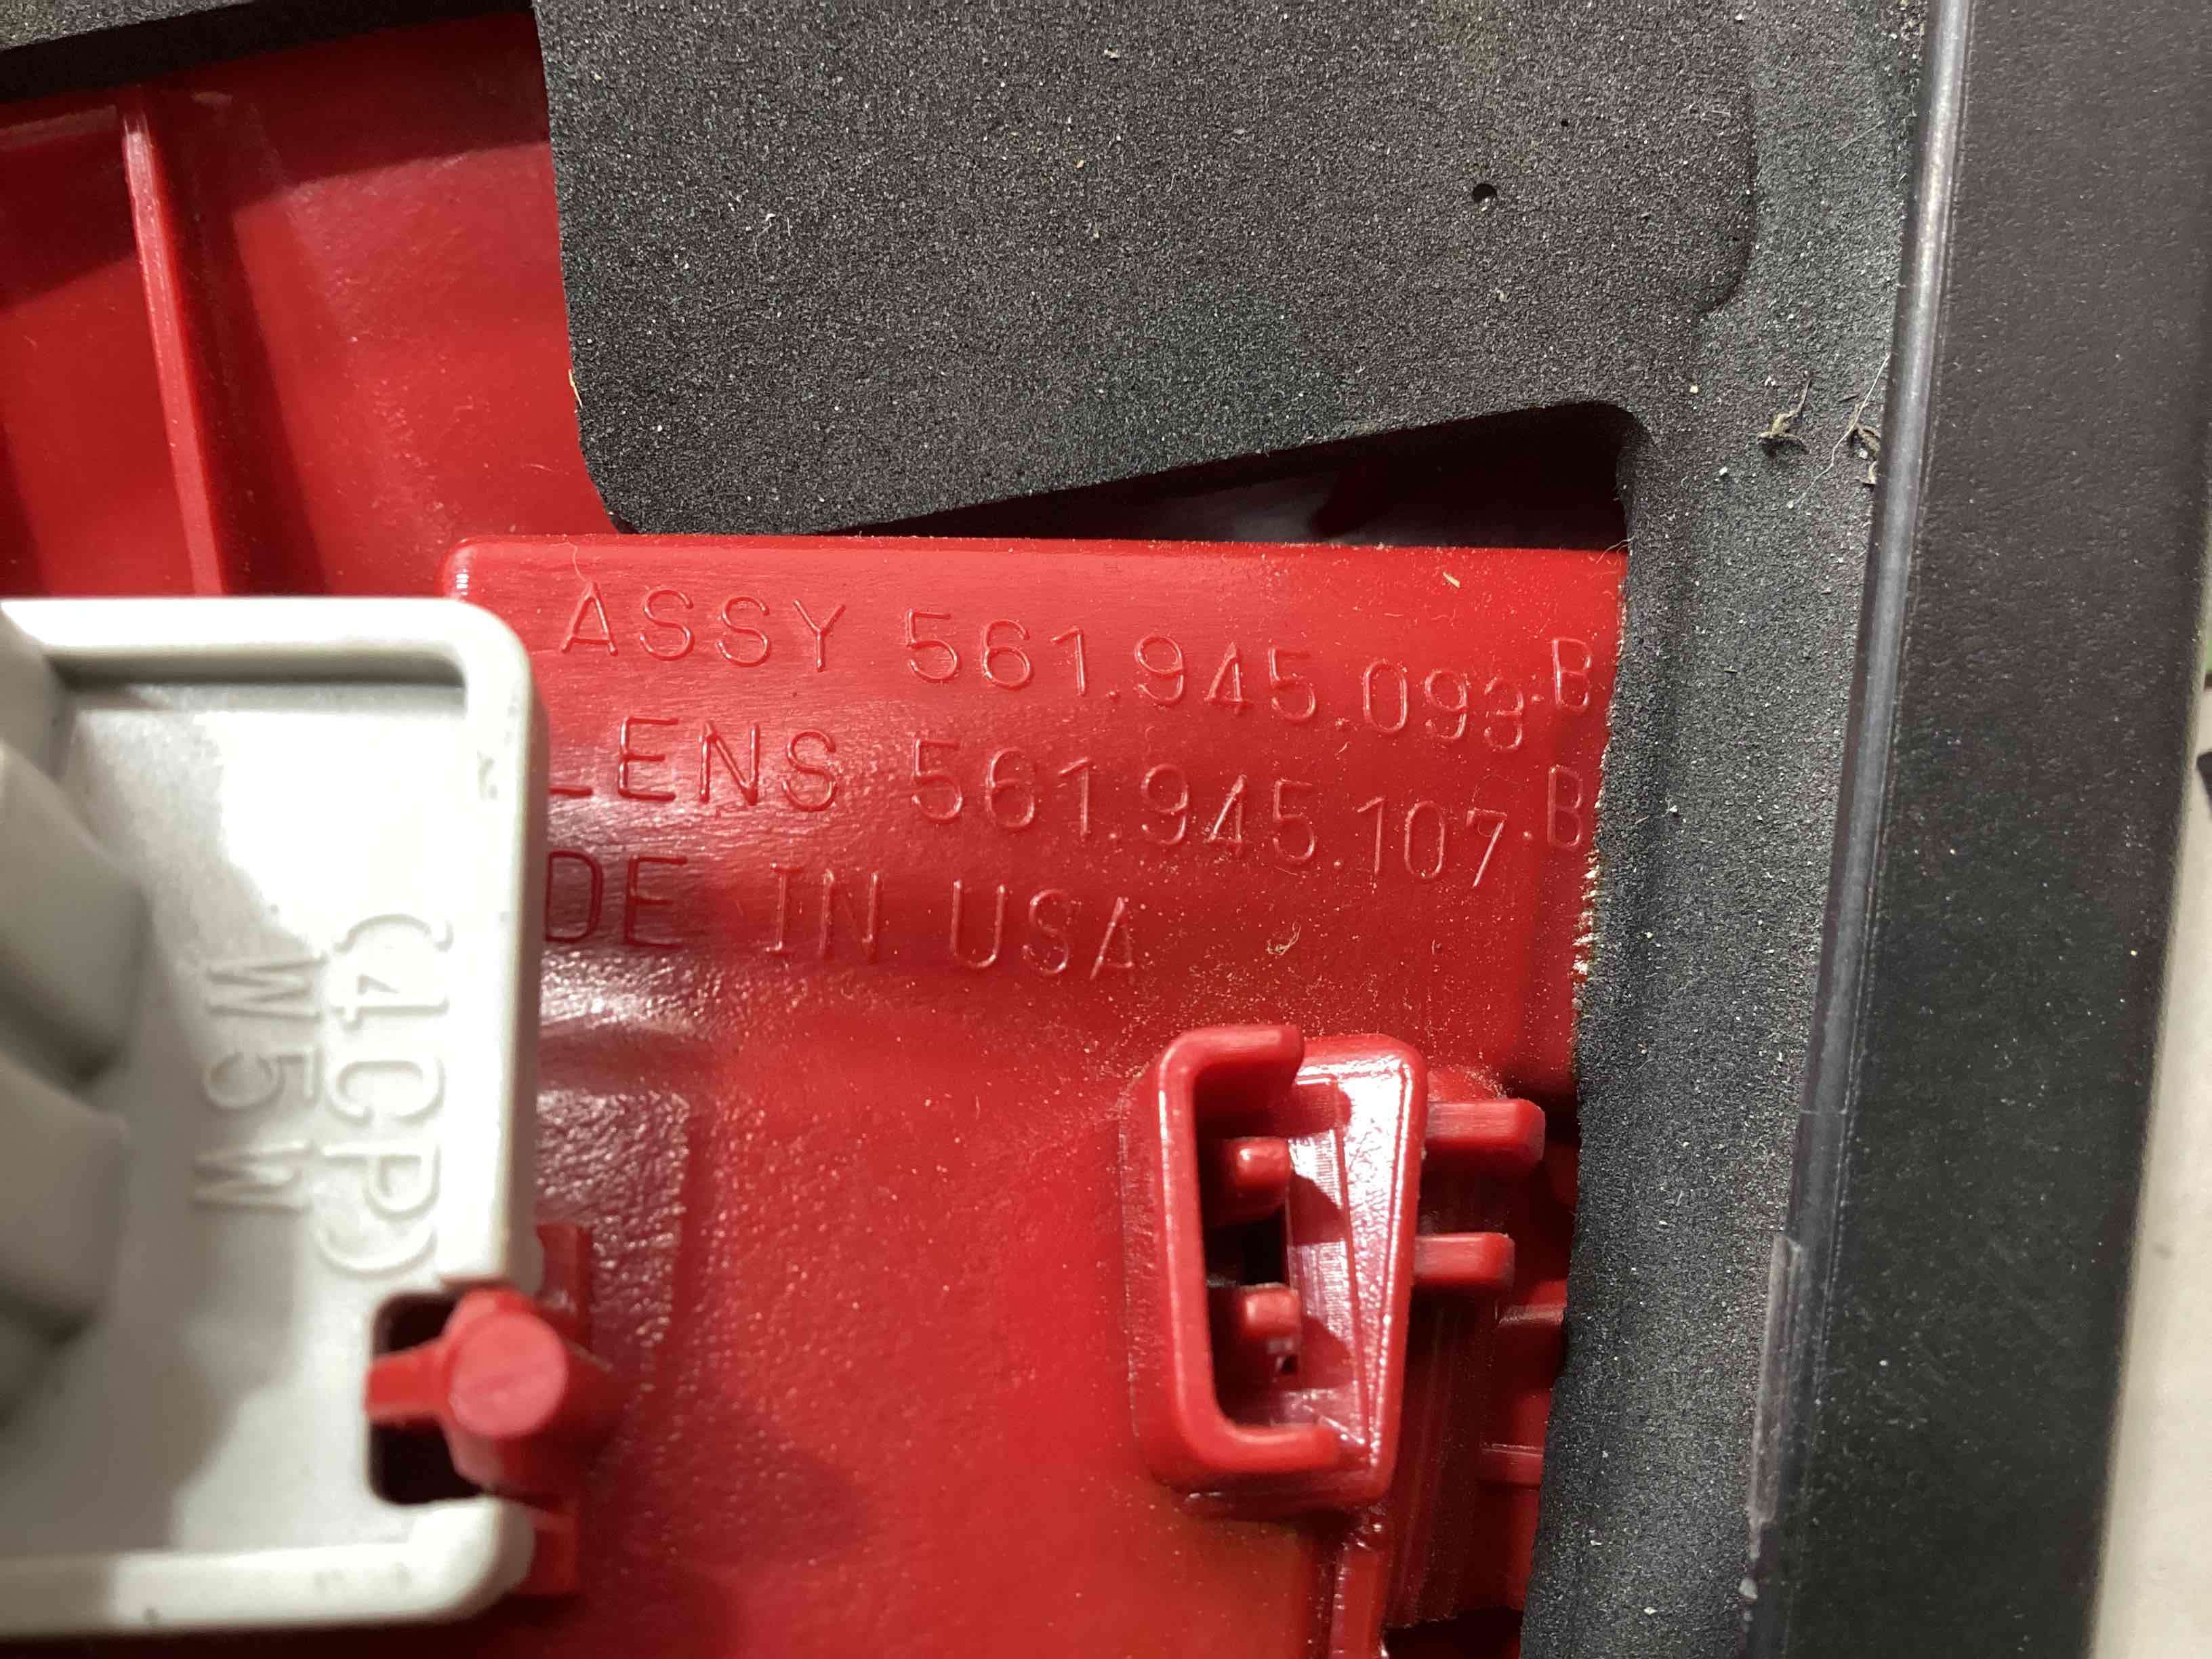 ASSY 561.945.093.B
LENS 561.945.107.B
DE IN USA
(4CP)
W5W